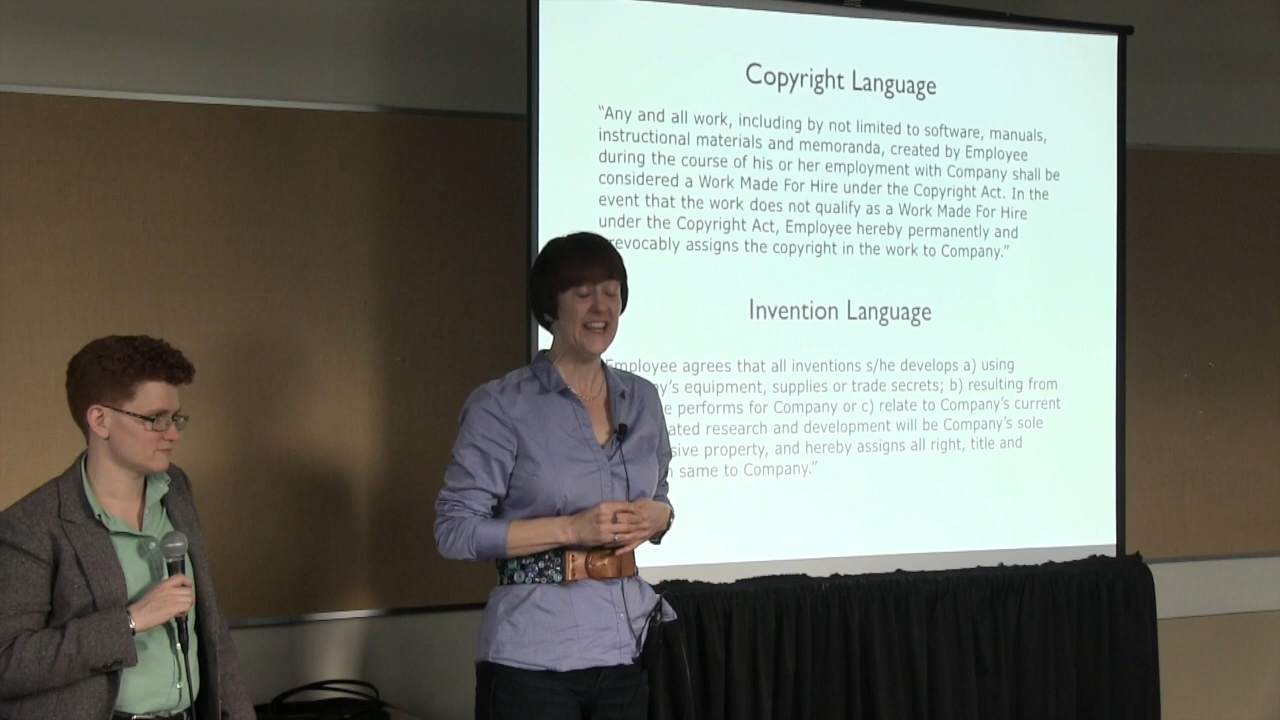 Copyright Language
“Any and all work, including by not limited to software, manuals,
instructional materials and memoranda, created by Employee
during the course of his or her employment with Company shall be
considered a Work Made For Hire under the Copyright Act. In the
event that the work does not qualify as a Work Made For Hire
under the Copyright Act, Employee hereby permanently and
revocably assigns the copyright in the work to Company.”
Invention Language
Employee agrees that all inventions s/he develops a) using
y’s equipment, supplies or trade secrets; b) resulting from
e performs for Company or c) relate to Company’s current
ated research and development will be Company’s sole
sive property, and hereby assigns all right, title and
same to Company.”